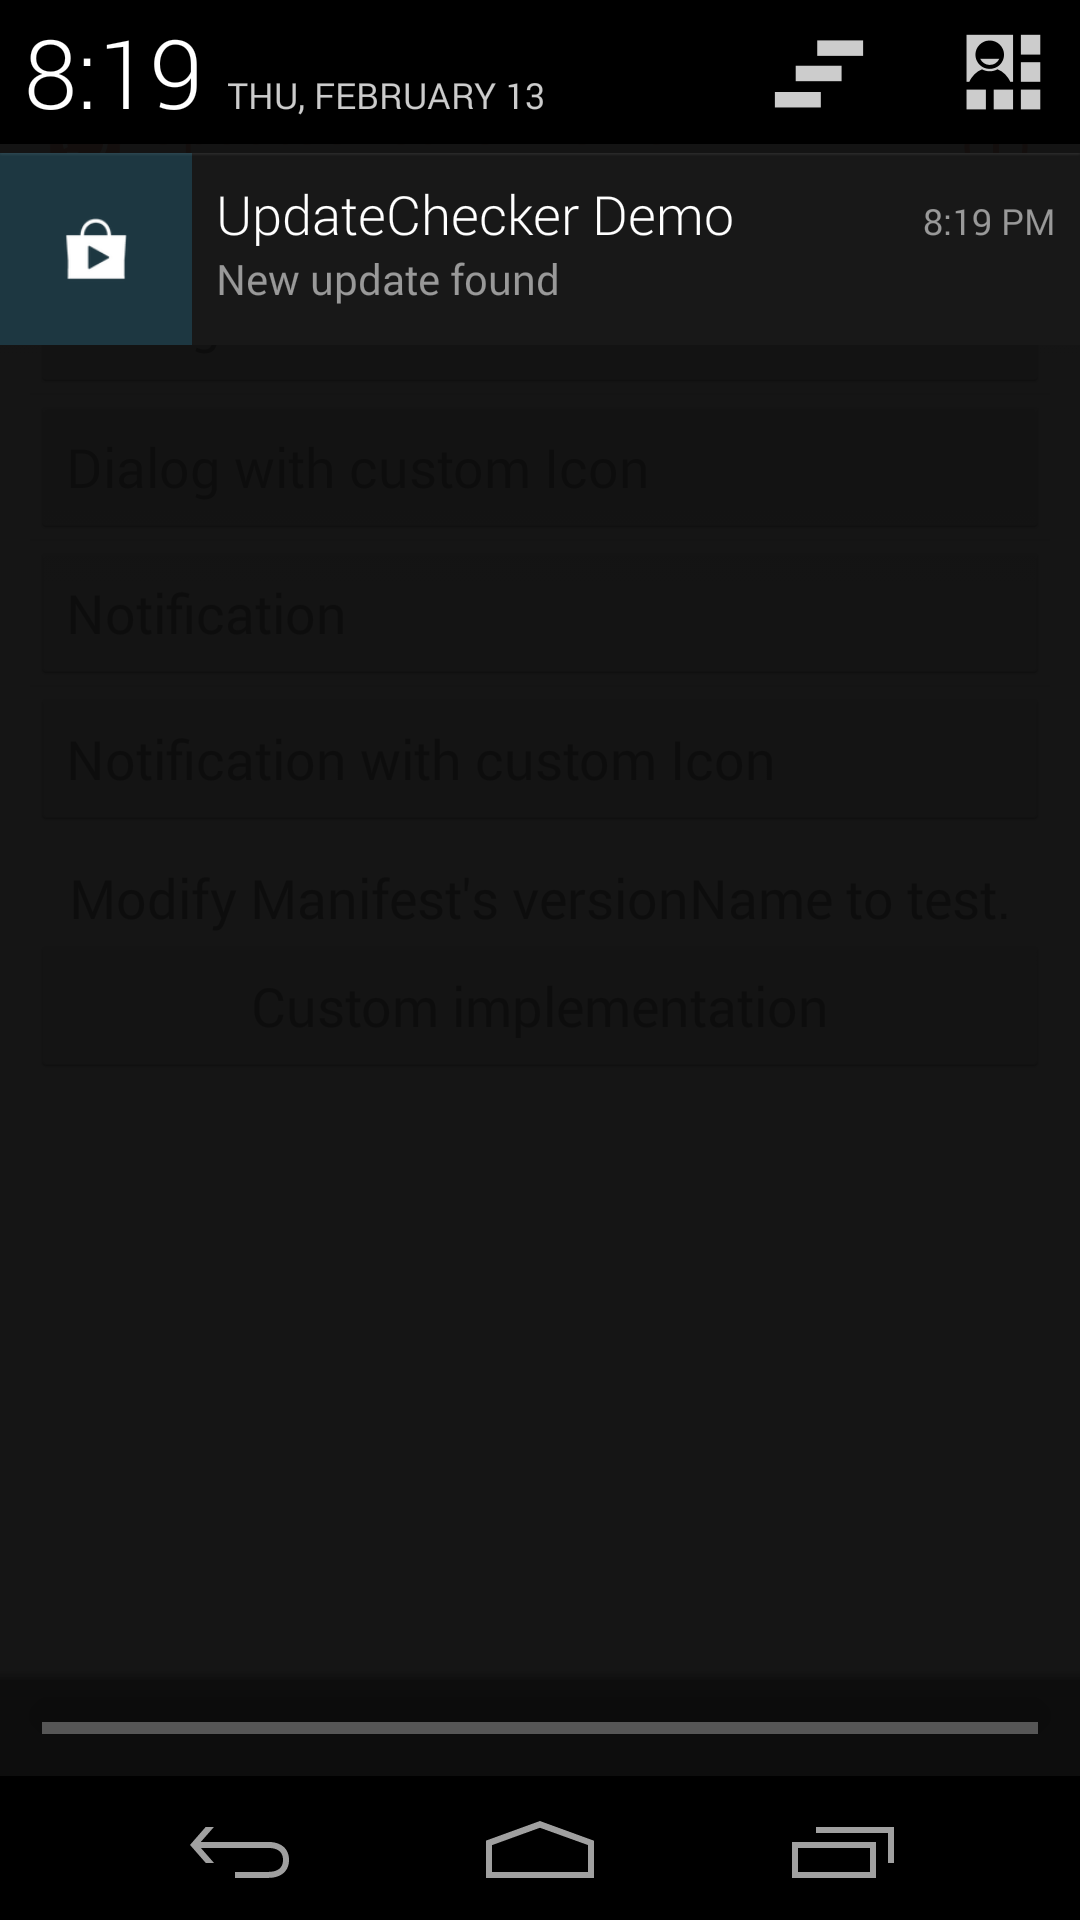 8:19 THU, FEBRUARY 13
UpdateChecker Demo 8:19 PM
New update found
Dialog with custom Icon
Notification
Notification with custom Icon
Modify Manifest's versionName to test.
Custom implementation